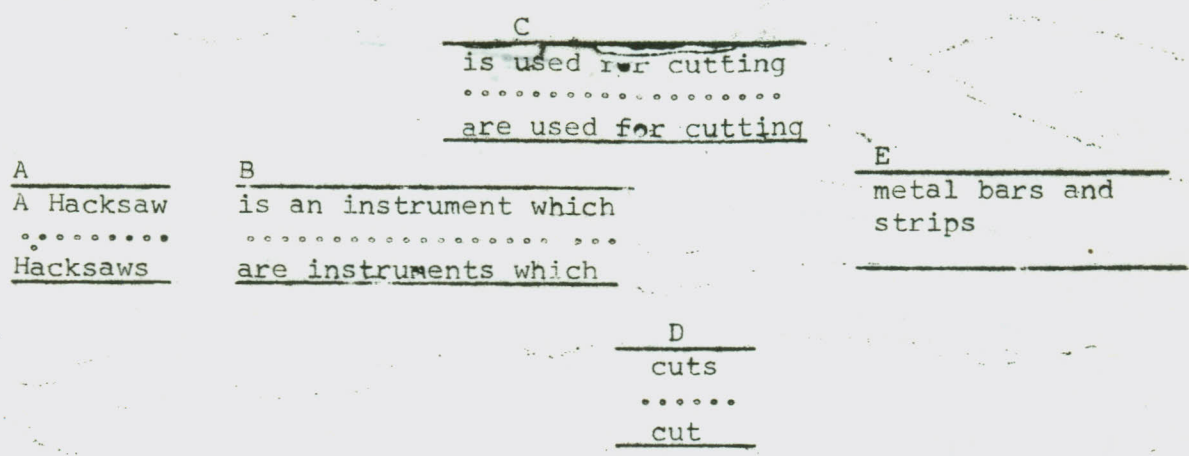 C
is used for cutting
are used for cutting
A
A Hacksaw
Hacksaws
B
is an instrument which
are instruments which
E
metal bars and
strips
D
cuts
cut